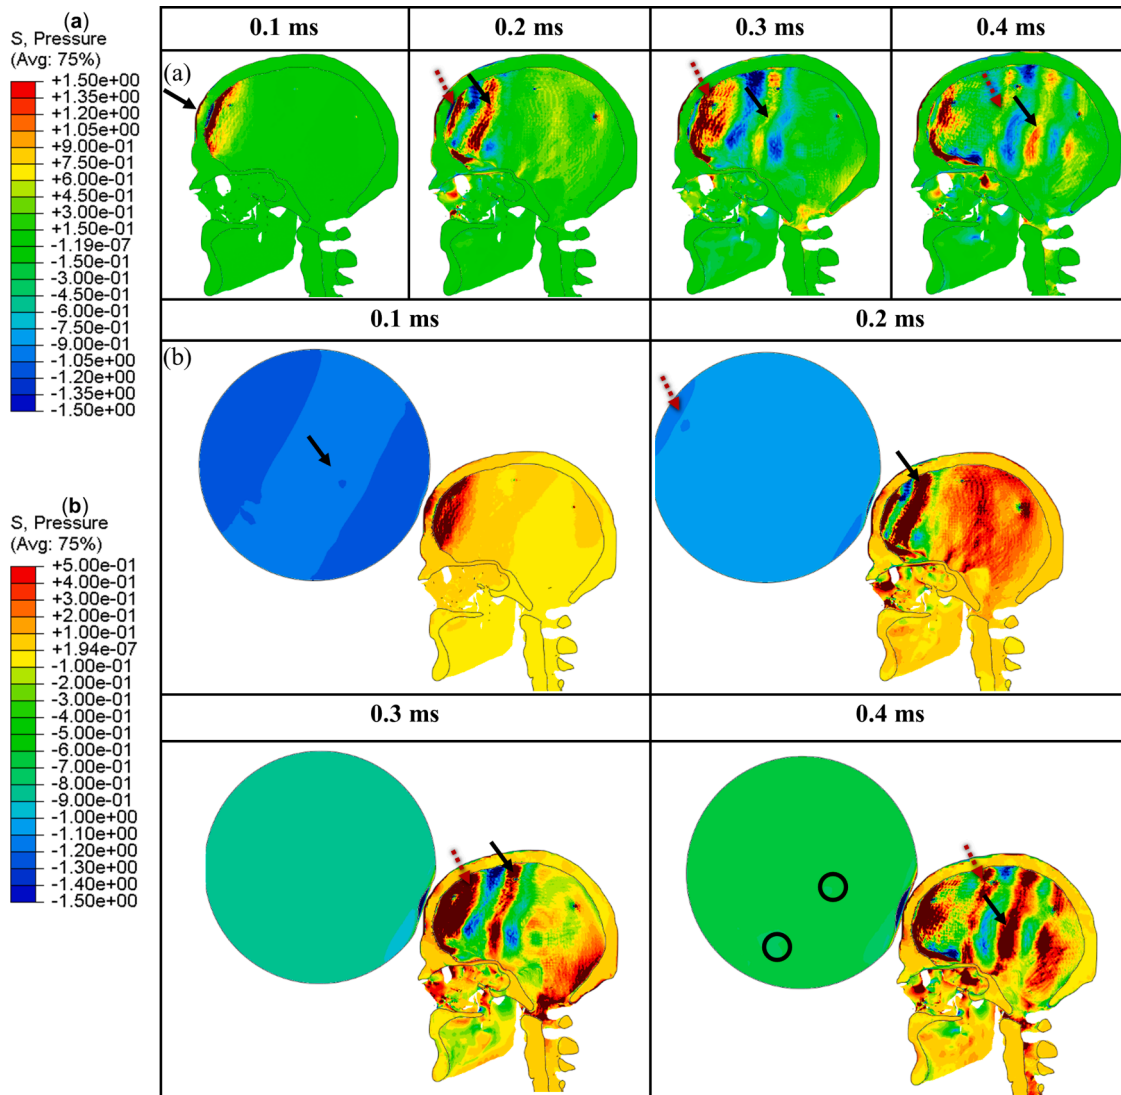 (a)
S, Pressure
(Avg: 75%)
+1.50e+00
+1.35e+00
+1.20e+00
+1.05e+00
+9.00e-01
+7.50e-01
+6.00e-01
+4.50e-01
+3.00e-01
+1.50e-01
-1.19e-07
-1.50e-01
-3.00e-01
-4.50e-01
-6.00e-01
-7.50e-01
-9.00e-01
-1.05e+00
-1.20e+00
-1.35e+00
-1.50e+00
0.1 ms
0.2 ms
0.3 ms
0.4 ms
(a)
0.1 ms
0.2 ms
(b)
(b)
S, Pressure
(Avg: 75%)
+5.00e-01
+3.00e-01
+2.00e-01
+1.00e-01
+1.94e-07
-1.00e-01
-2.00e-01
-3.00e-01
-4.00e-01
-5.00e-01
-6.00e-01
-7.00e-01
-8.00e-01
-9.00e-01
-1.00e+00
-1.10e+00
-1.20e+00
-1.30e+00
-1.40e+00
-1.50e+00
0.3 ms
0.4 ms